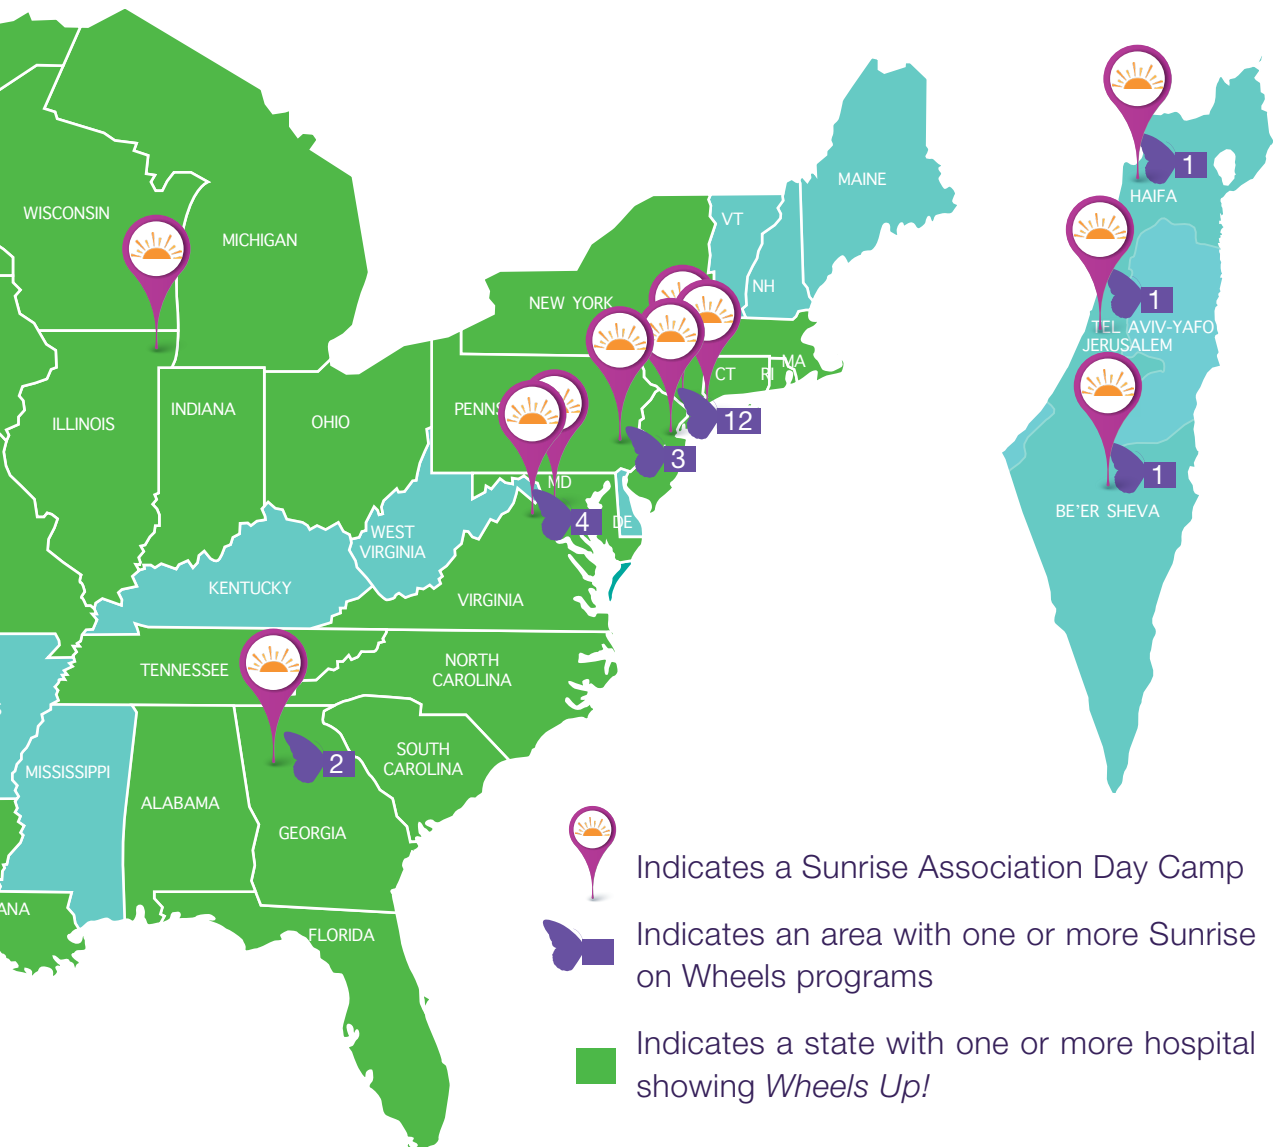 MAINE
WISCONSIN
MICHIGAN
VT
NH
NEW YORK
MA
CT
RI
PENNS
INDIANA
ILLINOIS
OHIO
12
3
MD
4
DE
WEST
VIRGINIA
KENTUCKY
VIRGINIA
TENNESSEE
NORTH
CAROLINA
2
SOUTH
CAROLINA
MISSISSIPPI
ALABAMA
GEORGIA
ANA
FLORIDA
1
HAIFA
1
TEL AVIV-YAFO
JERUSALEM
1
BE'ER SHEVA
Indicates a Sunrise Association Day Camp
Indicates an area with one or more Sunrise
on Wheels programs
Indicates a state with one or more hospital
showing Wheels Up!